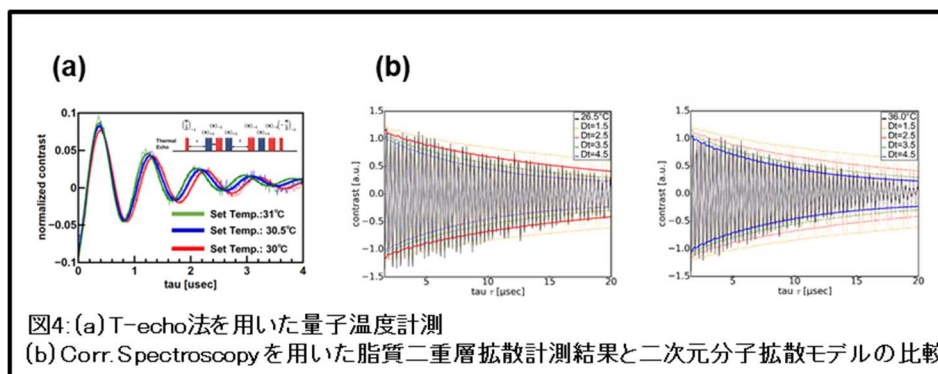 (a)
(b)
0.1
0.05
0
-0.05
-0.1
0
1
2
3
4
normalized contrast
tau [usec]
Thermal
Echo
Set Temp.:31℃
Set Temp.: 30.5℃
Set Temp.: 30℃
1.5
1.0
0.5
0.0
−0.5
−1.0
−1.5
5
10
15
20
contrast [a.u.]
tau τ [μsec]
26.5°C
Dt=1.5
Dt=2.5
Dt=3.5
Dt=4.5
1.5
1.0
0.5
0.0
−0.5
−1.0
−1.5
5
10
15
20
contrast [a.u.]
tau τ [μsec]
36.0°C
Dt=1.5
Dt=2.5
Dt=3.5
Dt=4.5
図4:(a)T-echo法を用いた量子温度計測
(b)Corr.Spectroscopyを用いた脂質二重層拡散計測結果と二次元分子拡散モデルの比較